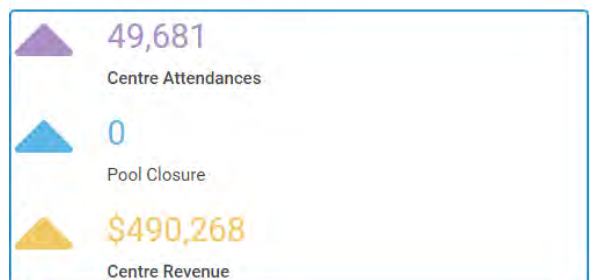 49,681
Centre Attendances
0
Pool Closure
$490,268
Centre Revenue